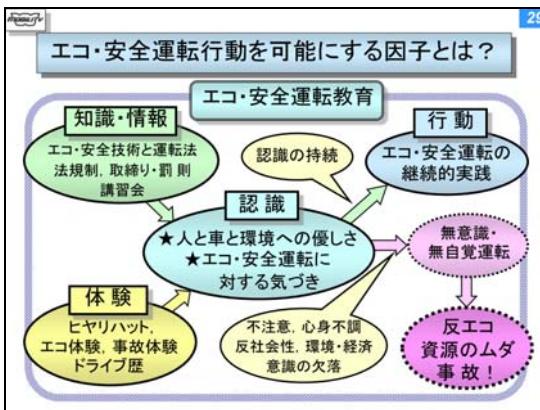 MOBILITY
29
エコ・安全運転行動を可能にする因子とは？
エコ・安全運転教育
知識・情報
エコ・安全技術と運転法
法規制，取締り・罰則
講習会
認識の持続
行 動
エコ・安全運転の
継続的実践
認 識
★人と車と環境への優しさ
★エコ・安全運転に
対する気づき
無意識・
無自覚運転
体 験
ヒヤリハット，
エコ体験，事故体験
ドライブ歴
不注意，心身不調
反社会性，環境・経済
意識の欠落
反エコ
資源のムダ
事故！